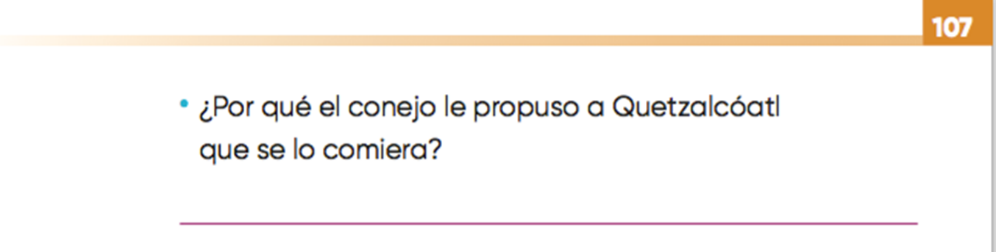 107
• ¿Por qué el conejo le propuso a Quetzalcóatl
que se lo comiera?